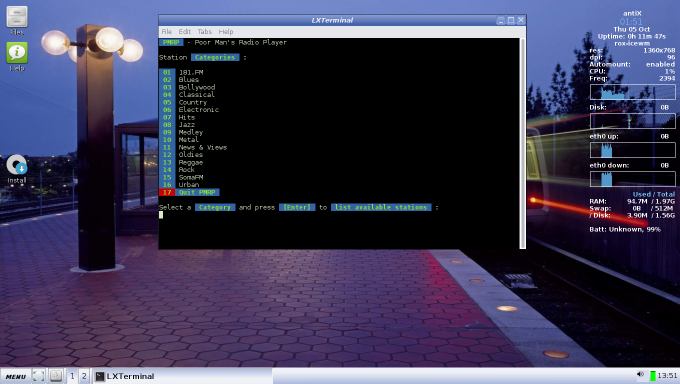 LXTerminal
File Edit Tabs Help
PMRP - Poor Man's Radio Player
Station Categories :
01 181.FM
02 Blues
03 Bollywood
04 Classical
05 Country
06 Electronic
07 Hits
08 Jazz
09 Medley
10 Metal
11 News & Views
12 Oldies
13 Reggae
14 Rock
15 SomaFM
16 Urban
17 Quit PMRP
Select a Category and press [Enter] to list available stations :
Files
Help
Install
antiX
01:51
Thu 05 Oct
Uptime: 0h 11m 47s
rox-icewm
res: 1360x768
dpi: 96
Automount: enabled
CPU: 1%
Freq: 2394
Disk: 0B
eth0 up: 0B
eth0 down: 0B
Used / Total
RAM: 94.7M / 1.97G
Swap: 0B / 512M
/ Disk: 3.90M / 1.56G
Batt: Unknown, 99%
MENU 1 2 LXTerminal 13:51